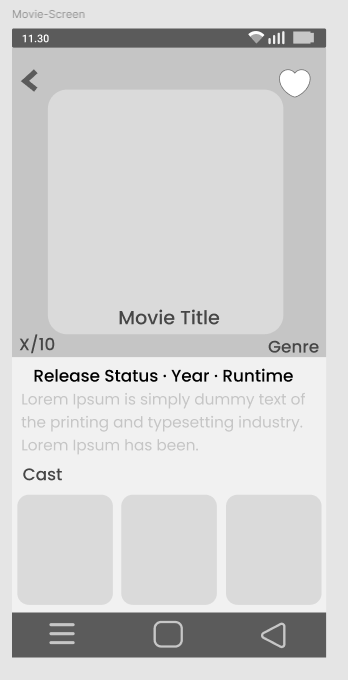 Movie-Screen
11.30
Movie Title
X/10
Genre
Release Status · Year · Runtime
Lorem Ipsum is simply dummy text of
the printing and typesetting industry.
Lorem Ipsum has been.
Cast